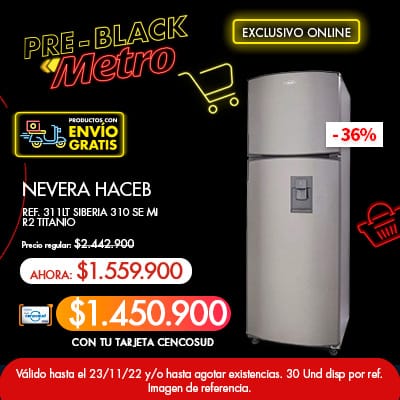 PRE-BLACK
Metro
EXCLUSIVO ONLINE
PRODUCTOS CON
ENVÍO
GRATIS
-36%
NEVERA HACEB
REF. 311LT SIBERIA 310 SE MI
R2 TITANIO
Precio regular: $2.442.900
AHORA: $1.559.900
cencosud
$1.450.900
CON TU TARJETA CENCOSUD
Válido hasta el 23/11/22 y/o hasta agotar existencias. 30 Und disp por ref.
Imagen de referencia.